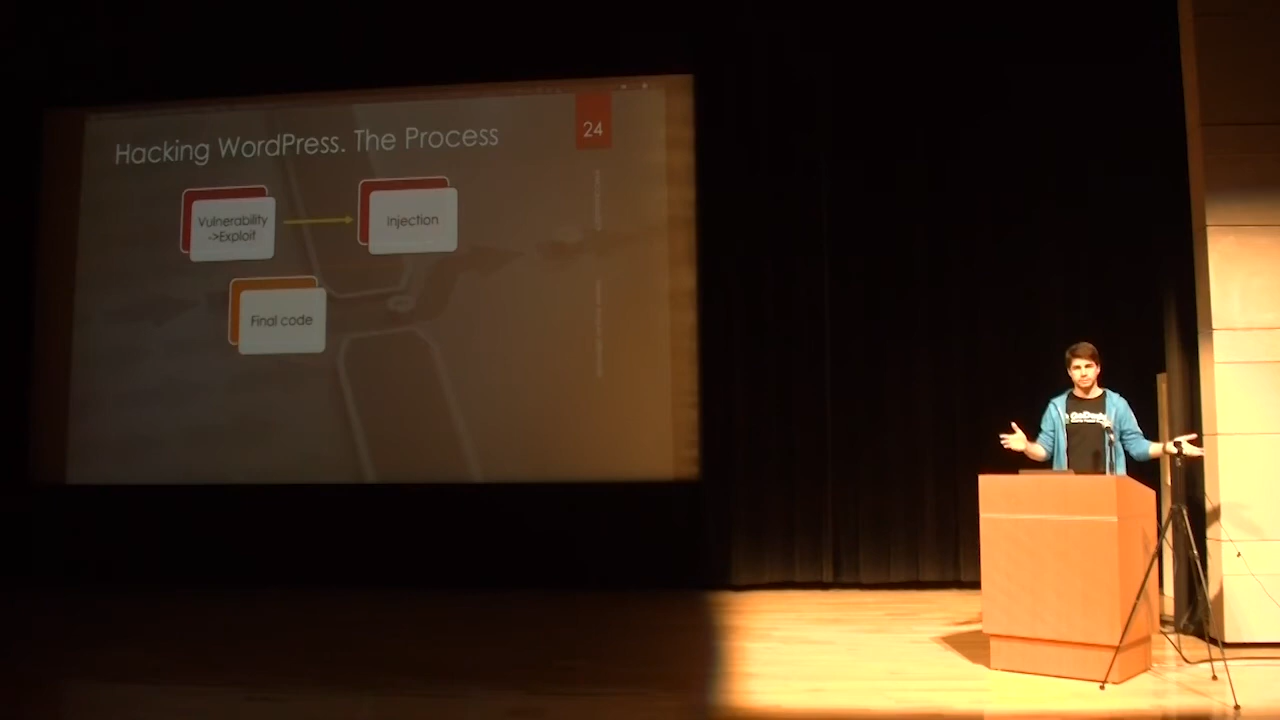 Hacking WordPress. The Process
24
Vulnerability
->Exploit
Injection
Final code